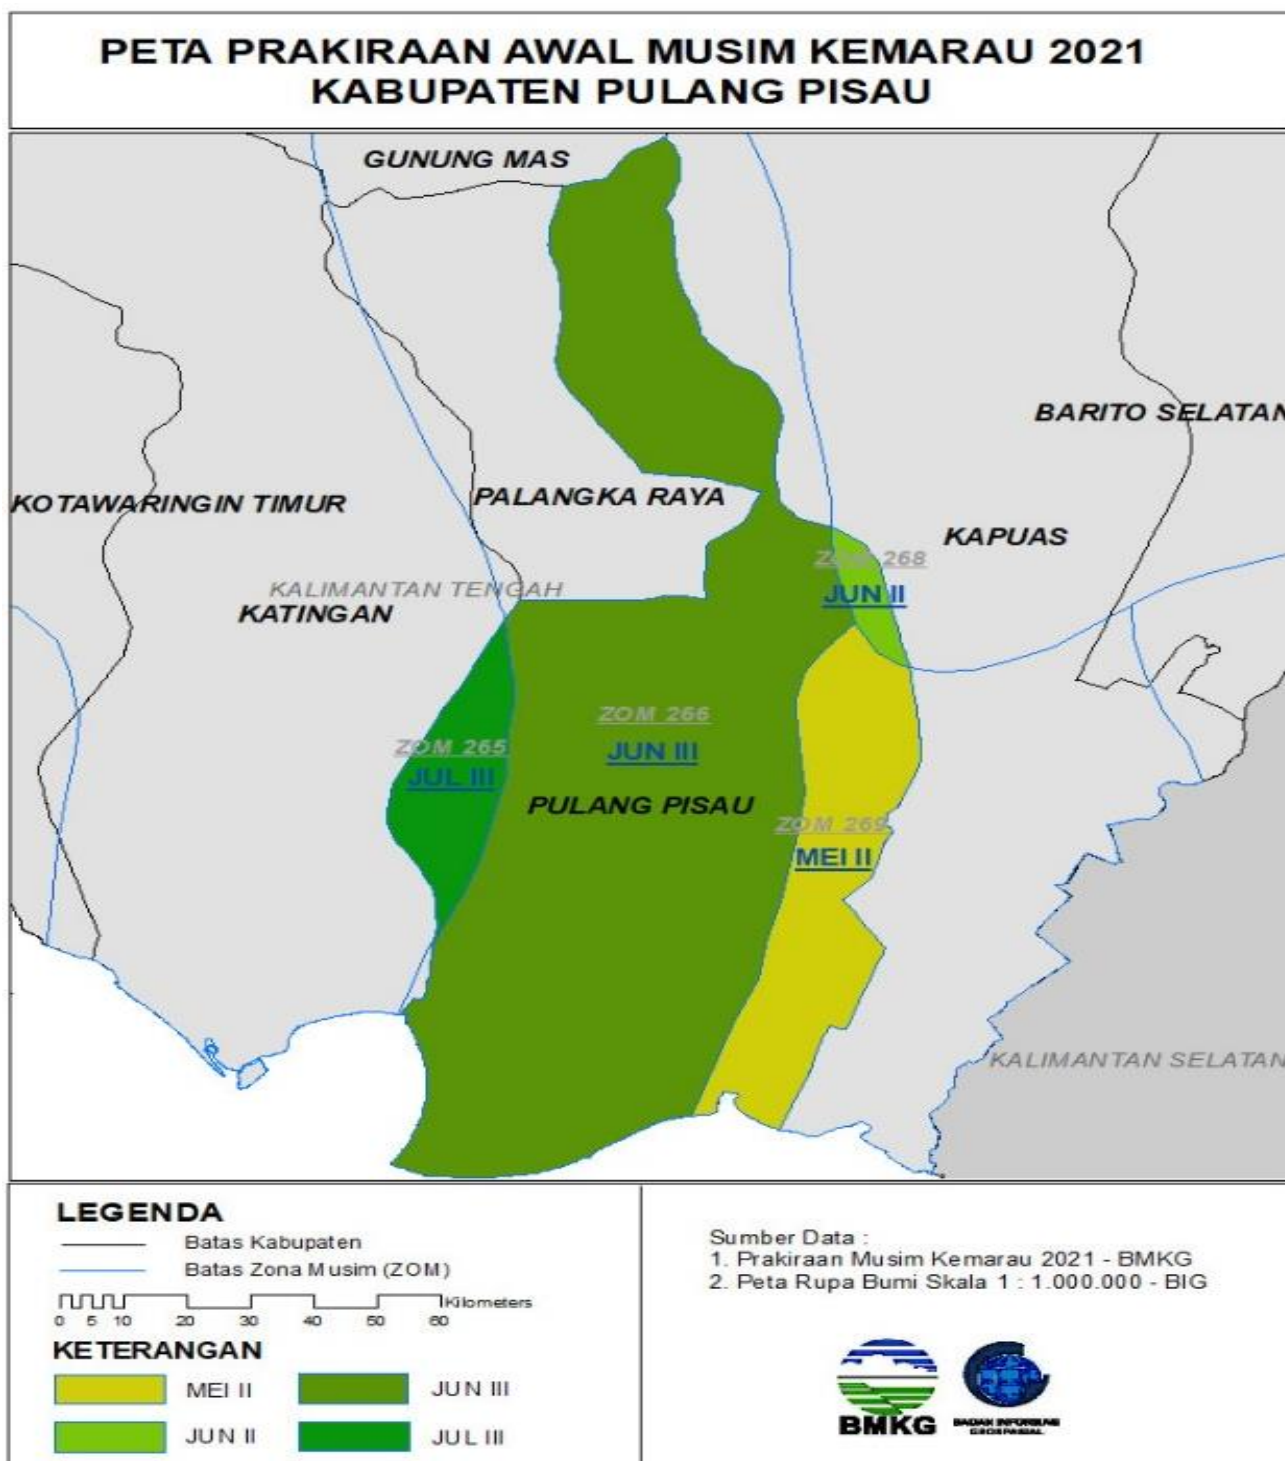 PETA PRAKIRAAN AWAL MUSIM KEMARAU 2021
KABUPATEN PULANG PISAU
GUNUNG MAS
BARITO SELATAN
KOTAWARINGIN TIMUR
PALANGKA RAYA
KAPUAS
ZOM 268
JUN II
KALIMANTAN TENGAH
KATINGAN
ZOM 266
JUN III
ZOM 265
JUL III
PULANG PISAU
ZOM 269
MEI II
KALIMANTAN SELATAN
LEGENDA
Batas Kabupaten
Batas Zona Musim (ZOM)
Kilometers
0 5 10 20 30 40 50 60
KETERANGAN
MEI II
JUN III
JUN II
JUL III
Sumber Data :
1. Prakiraan Musim Kemarau 2021 - BMKG
2. Peta Rupa Bumi Skala 1 : 1.000.000 - BIG
BMKG
BADAN INFORMASI
GEOSPASIAL